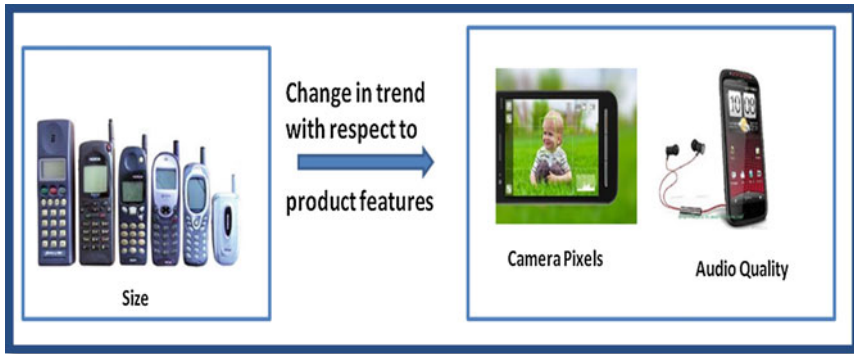 Change in trend
with respect to
product features
Size
Camera Pixels
Audio Quality